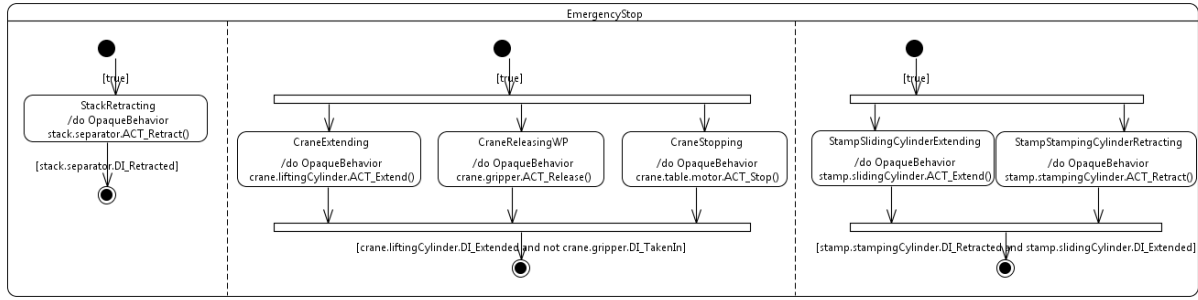 EmergencyStop
[true]
StackRetracting
/do OpaqueBehavior
stack.separator.ACT_Retract()
[stack.separator.DI_Retracted]
[true]
CraneExtending
/do OpaqueBehavior
crane.liftingCylinder.ACT_Extend()
CraneReleasingWP
/do OpaqueBehavior
crane.gripper.ACT_Release()
CraneStopping
/do OpaqueBehavior
crane.table.motor.ACT_Stop()
[crane.liftingCylinder.DI_Extended and not crane.gripper.DI_TakenIn]
[true]
StampSlidingCylinderExtending
/do OpaqueBehavior
stamp.slidingCylinder.ACT_Extend()
StampStampingCylinderRetracting
/do OpaqueBehavior
stamp.stampingCylinder.ACT_Retract()
[stamp.stampingCylinder.DI_Retracted and stamp.slidingCylinder.DI_Extended]